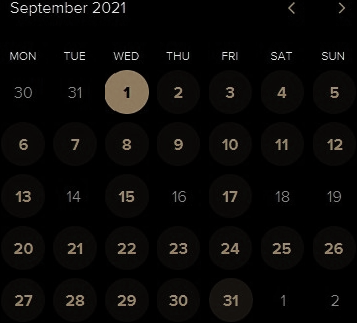 September 2021
MON TUE WED THU FRI SAT SUN
30 31 1 2 3 4 5
6 7 8 9 10 11 12
13 14 15 16 17 18 19
20 21 22 23 24 25 26
27 28 29 30 31 1 2